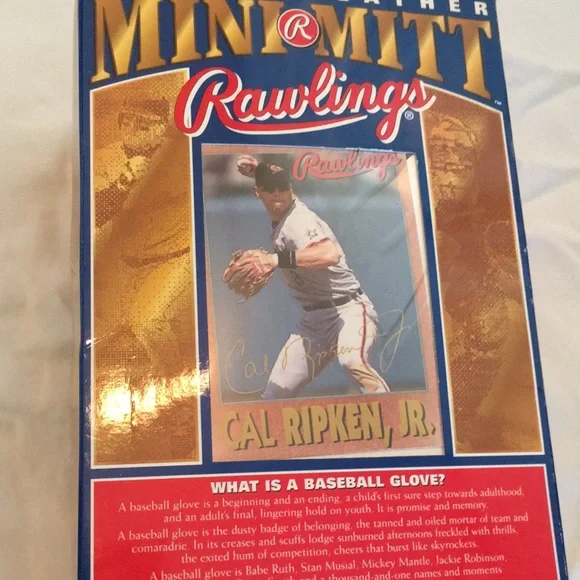 LEATHER
MINI R MITT
™
Rawlings®
Rawlings
Cal Ripken Jr.
CAL RIPKEN, JR.
WHAT IS A BASEBALL GLOVE?
A baseball glove is a beginning and an ending, a child's first sure step towards adulthood,
and an adult's final, lingering hold on youth. It is promise and memory.
A baseball glove is the dusty badge of belonging, the tanned and oiled mortar of team and
comaradrie. In its creases and scuffs lodge sunburned afternoons freckled with thrills,
the exited hum of competition, cheers that burst like skyrockets.
A baseball glove is Babe Ruth, Stan Musial, Mickey Mantle, Jackie Robinson,
Smith and a thousand-and-one names and moments